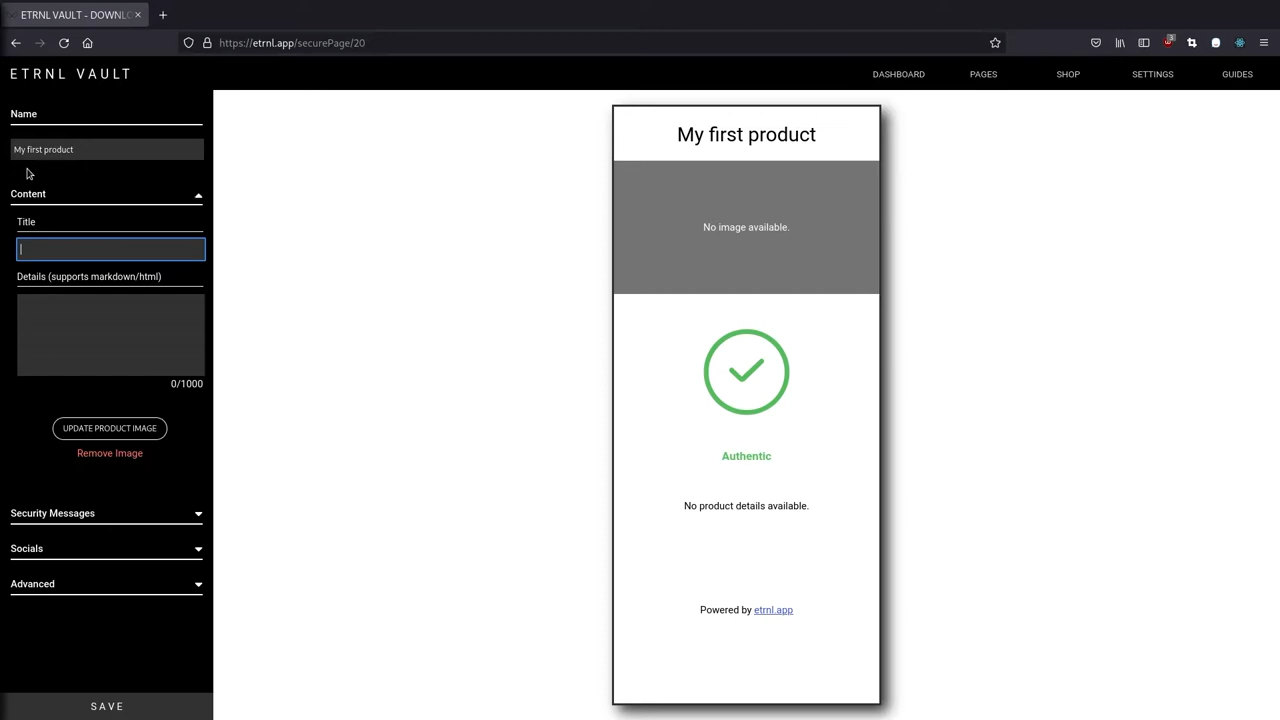 ETRNL VAULT - DOWNLO
https://etrnl.app/securePage/20
3
ETRNL VAULT
DASHBOARD
PAGES
SHOP
SETTINGS
GUIDES
Name
My first product
Content
Title
Details (supports markdown/html)
0/1000
UPDATE PRODUCT IMAGE
Remove Image
Security Messages
Socials
Advanced
SAVE
My first product
No image available.
Authentic
No product details available.
Powered by etrnl.app